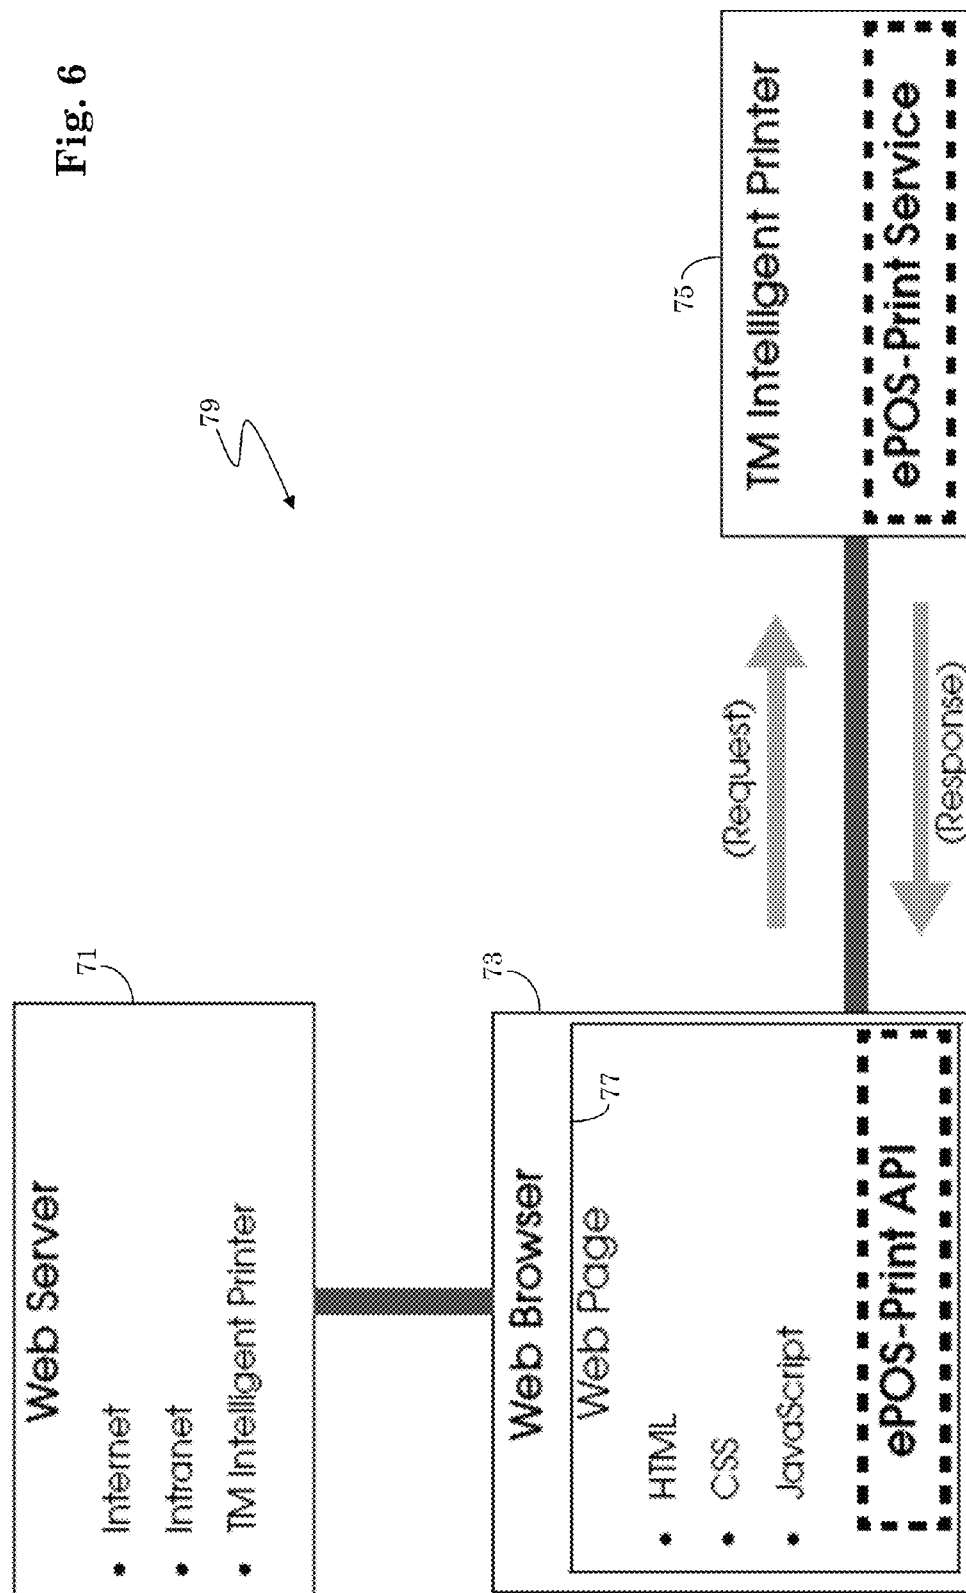 Fig. 6
79
71
Web Server
• Internet
• Intranet
• TM Intelligent Printer
73
Web Browser
Web Page
77
• HTML
• CSS
• JavaScript
ePOS-Print API
(Request)
(Response)
75
TM Intelligent Printer
ePOS-Print Service